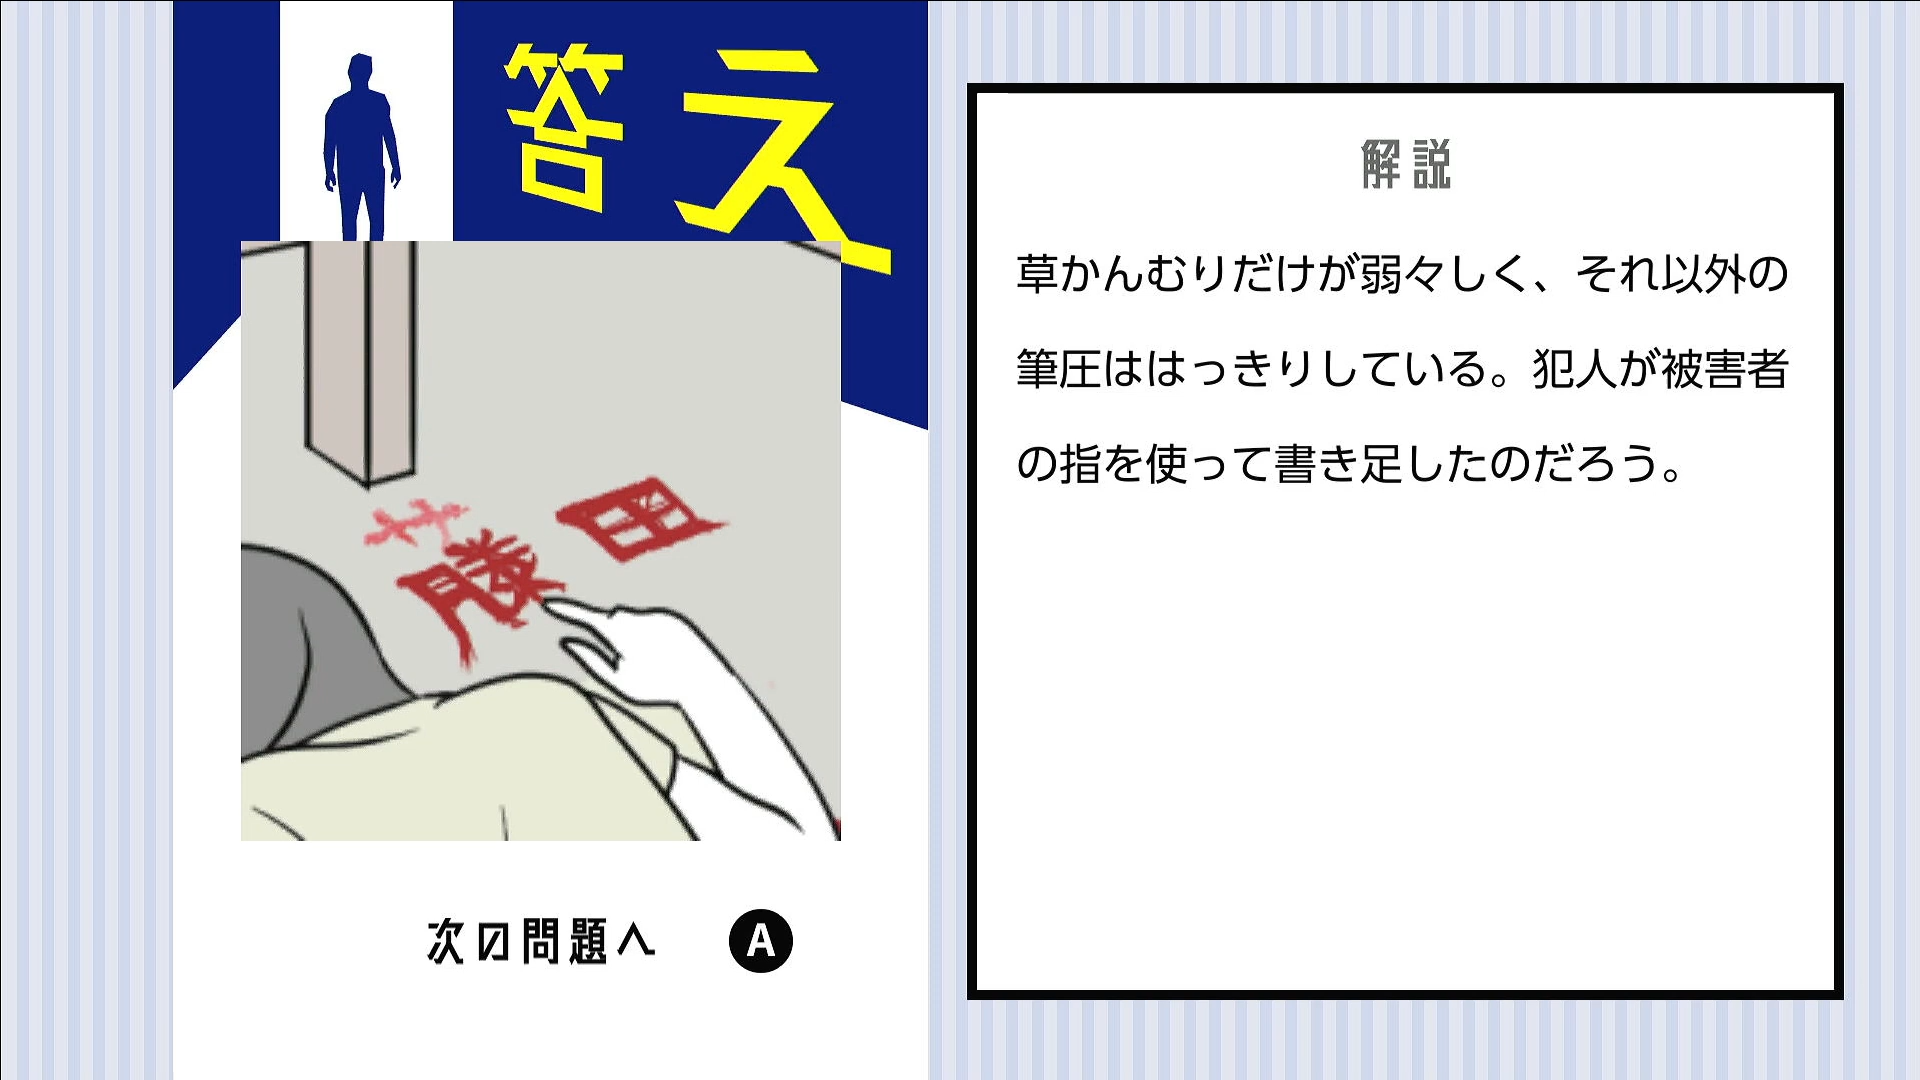 答え
田藤
次の問題へ A
解説
草かんむりだけが弱々しく、それ以外の
筆圧ははっきりしている。犯人が被害者
の指を使って書き足したのだろう。